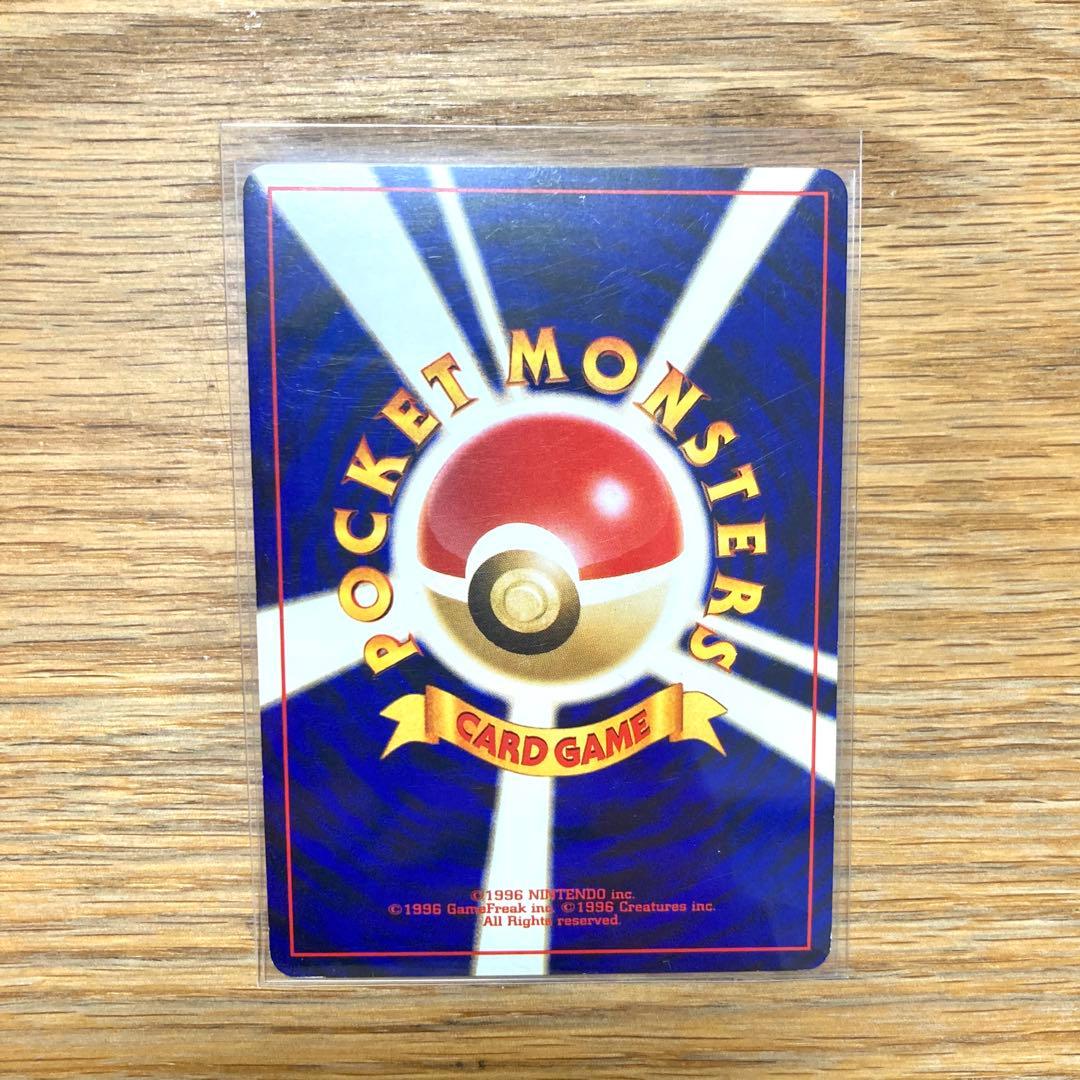 POCKET MONSTERS
CARD GAME
©1996 NINTENDO inc.
©1996 GameFreak inc. ©1996 Creatures inc.
All Rights reserved.